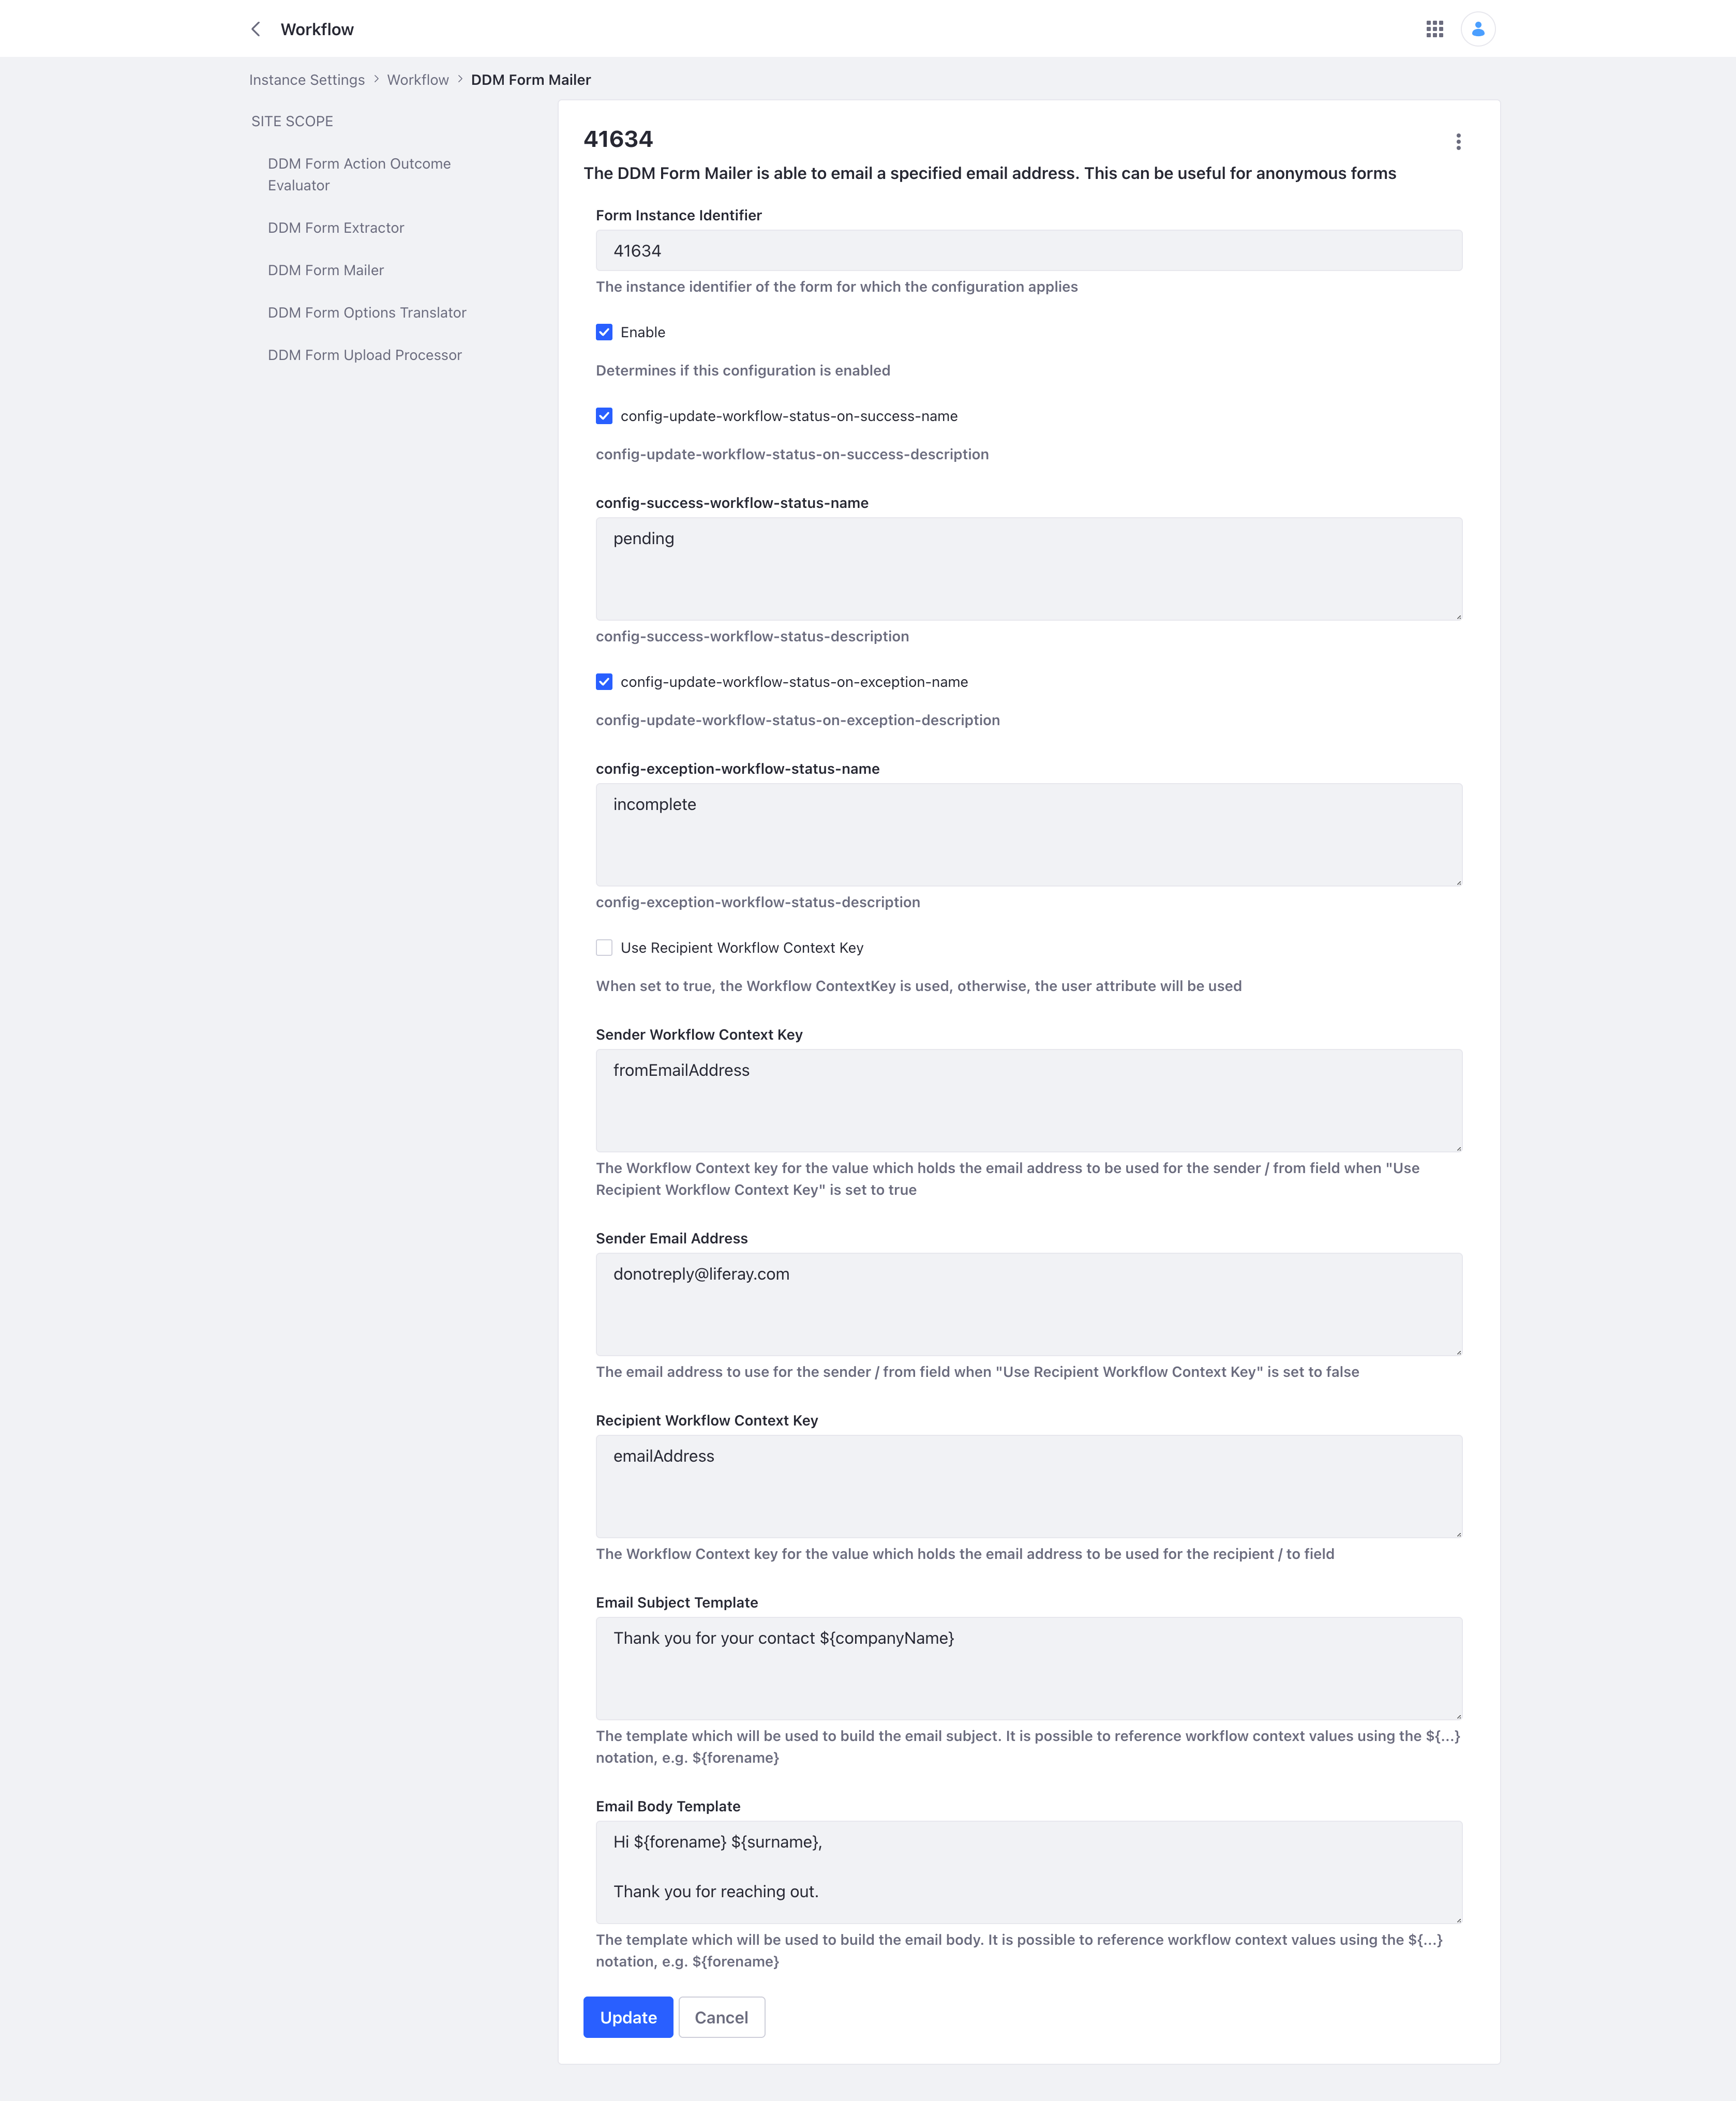 Workflow
Instance Settings > Workflow > DDM Form Mailer
SITE SCOPE
DDM Form Action Outcome
Evaluator
DDM Form Extractor
DDM Form Mailer
DDM Form Options Translator
DDM Form Upload Processor
41634
The DDM Form Mailer is able to email a specified email address. This can be useful for anonymous forms
Form Instance Identifier
41634
The instance identifier of the form for which the configuration applies
Enable
Determines if this configuration is enabled
config-update-workflow-status-on-success-name
config-update-workflow-status-on-success-description
config-success-workflow-status-name
pending
config-success-workflow-status-description
config-update-workflow-status-on-exception-name
config-update-workflow-status-on-exception-description
config-exception-workflow-status-name
incomplete
config-exception-workflow-status-description
Use Recipient Workflow Context Key
When set to true, the Workflow ContextKey is used, otherwise, the user attribute will be used
Sender Workflow Context Key
fromEmailAddress
The Workflow Context key for the value which holds the email address to be used for the sender / from field when "Use
Recipient Workflow Context Key" is set to true
Sender Email Address
donotreply@liferay.com
The email address to use for the sender / from field when "Use Recipient Workflow Context Key" is set to false
Recipient Workflow Context Key
emailAddress
The Workflow Context key for the value which holds the email address to be used for the recipient / to field
Email Subject Template
Thank you for your contact ${companyName}
The template which will be used to build the email subject. It is possible to reference workflow context values using the ${...}
notation, e.g. ${forename}
Email Body Template
Hi ${forename} ${surname},
Thank you for reaching out.
The template which will be used to build the email body. It is possible to reference workflow context values using the ${...}
notation, e.g. ${forename}
Update
Cancel